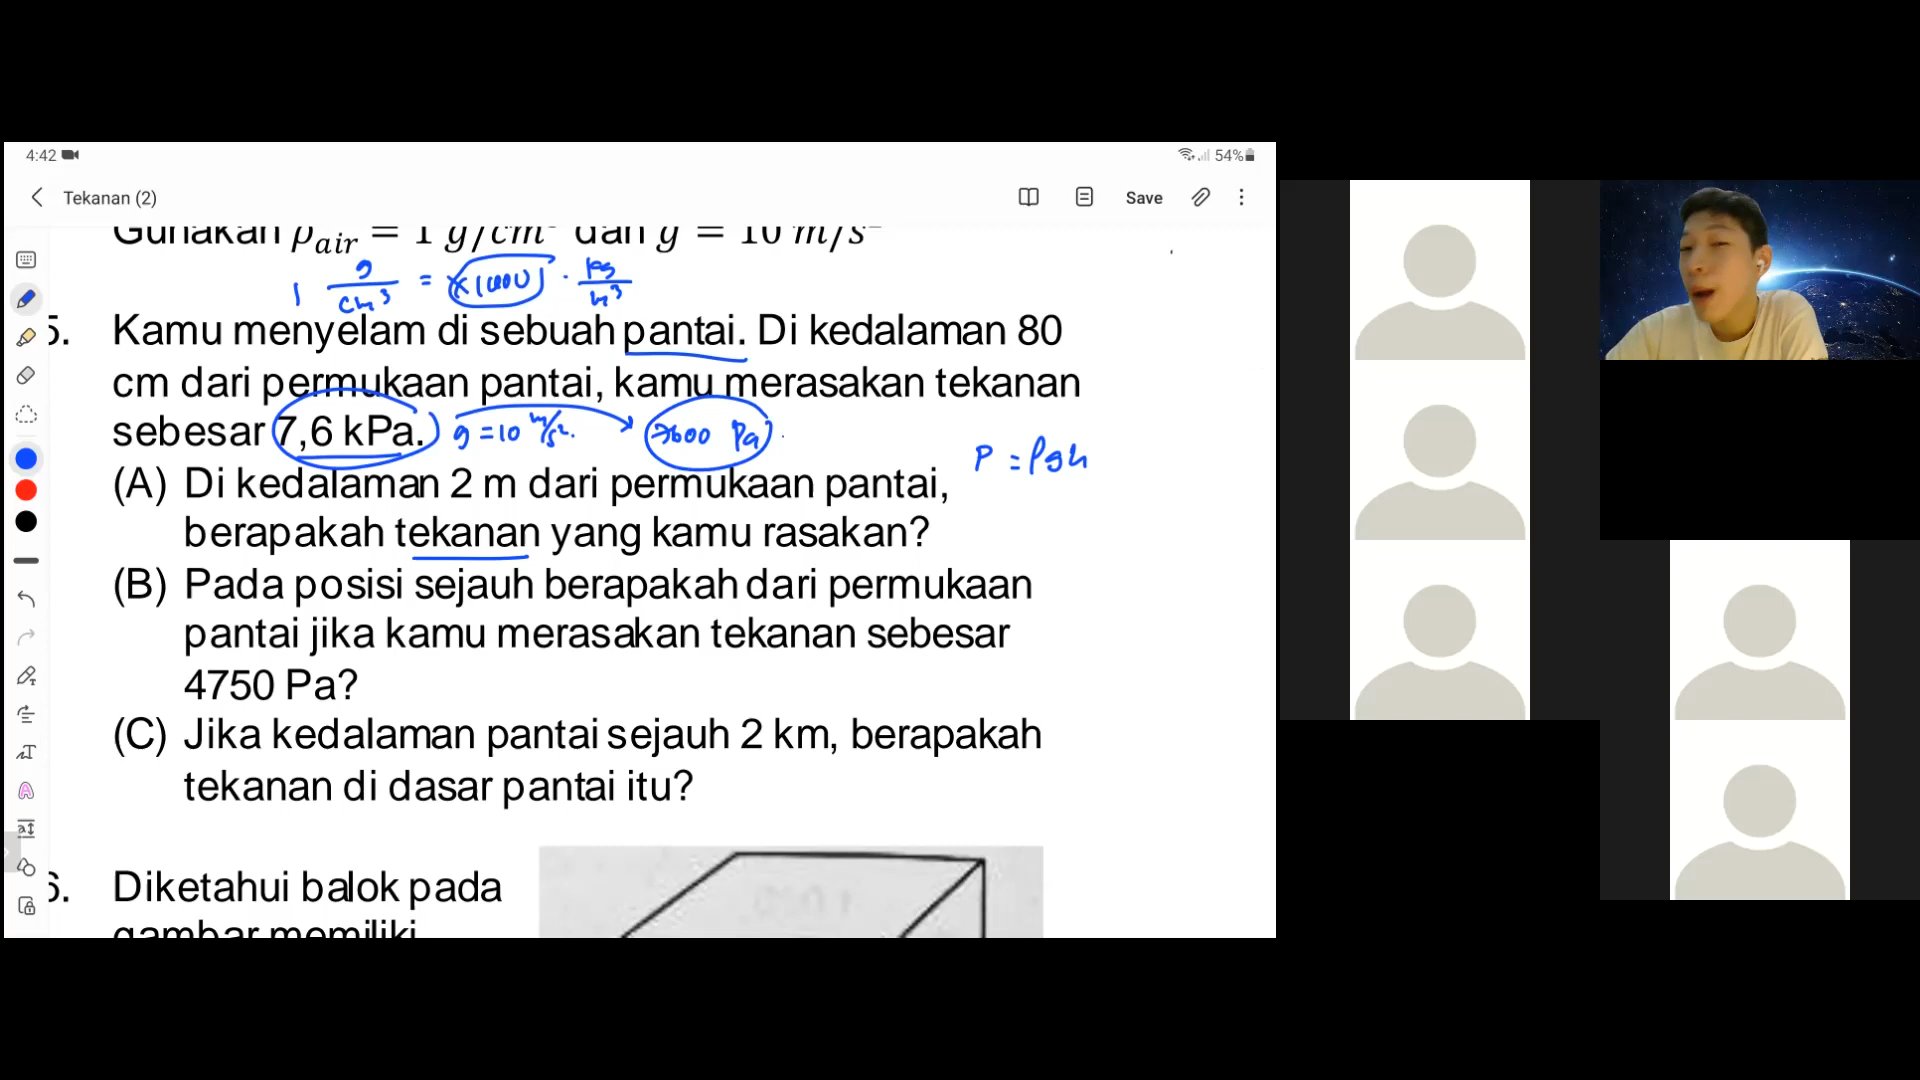 4:42 54%
Tekanan (2) Save
Gunakan ρair = 1 g/cm³ dan g = 10 m/s²
1 g/cm³ = ×1000 · kg/m³
5. Kamu menyelam di sebuah pantai. Di kedalaman 80
cm dari permukaan pantai, kamu merasakan tekanan
sebesar 7,6 kPa. g = 10 m/s². 7600 Pa
P = ρgh
(A) Di kedalaman 2 m dari permukaan pantai,
berapakah tekanan yang kamu rasakan?
(B) Pada posisi sejauh berapakah dari permukaan
pantai jika kamu merasakan tekanan sebesar
4750 Pa?
(C) Jika kedalaman pantai sejauh 2 km, berapakah
tekanan di dasar pantai itu?
6. Diketahui balok pada
gambar memiliki